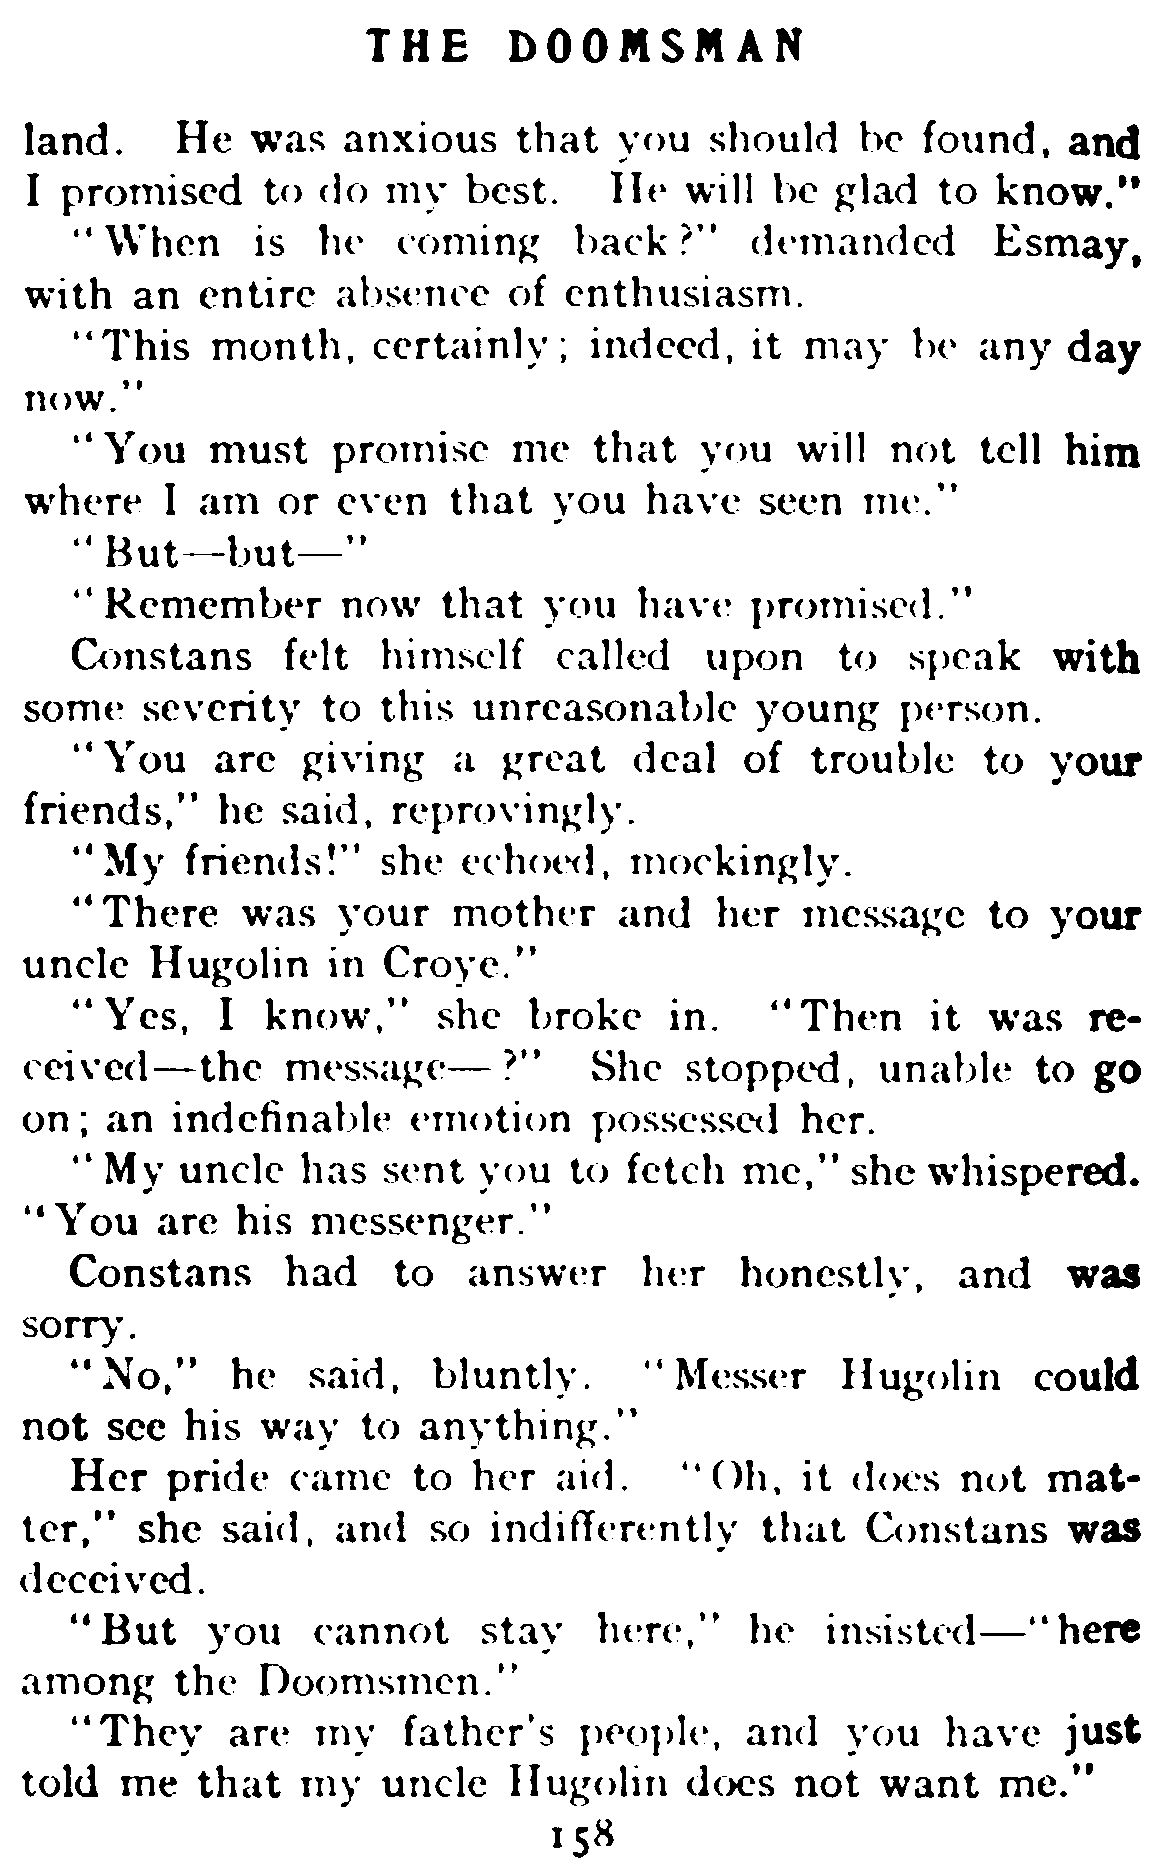 THE DOOMSMAN
land. He was anxious that you should be found, and
I promised to do my best. He will be glad to know."
"When is he coming back?" demanded Esmay,
with an entire absence of enthusiasm.
"This month, certainly; indeed, it may be any day
now."
"You must promise me that you will not tell him
where I am or even that you have seen me."
"But—but—"
"Remember now that you have promised."
Constans felt himself called upon to speak with
some severity to this unreasonable young person.
"You are giving a great deal of trouble to your
friends," he said, reprovingly.
"My friends!" she echoed, mockingly.
"There was your mother and her message to your
uncle Hugolin in Croye."
"Yes, I know," she broke in. "Then it was re-
ceived—the message—?" She stopped, unable to go
on; an indefinable emotion possessed her.
"My uncle has sent you to fetch me," she whispered.
"You are his messenger."
Constans had to answer her honestly, and was
sorry.
"No," he said, bluntly. "Messer Hugolin could
not see his way to anything."
Her pride came to her aid. "Oh, it does not mat-
ter," she said, and so indifferently that Constans was
deceived.
"But you cannot stay here," he insisted—"here
among the Doomsmen."
"They are my father's people, and you have just
told me that my uncle Hugolin does not want me."
158